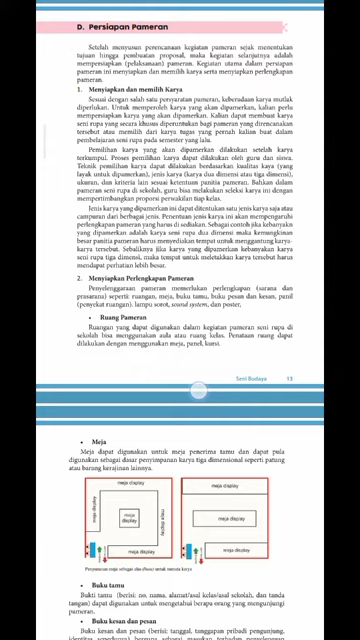 D. Persiapan Pameran
Setelah menyusun perencanaan kegiatan pameran sejak menentukan
tujuan hingga pembuatan proposal, maka kegiatan selanjutnya adalah
mempersiapkan (pelaksanaan) pameran. Kegiatan utama dalam persiapan
pameran ini menyiapkan dan memilih karya serta menyiapkan perlengkapan
pameran.
1. Menyiapkan dan memilih Karya
Sesuai dengan salah satu persyaratan pameran, keberadaan karya mutlak
diperlukan. Untuk memperoleh karya yang akan dipamerkan, kalian perlu
mempersiapkan karya yang akan dipamerkan. Kalian dapat membuat karya
seni rupa yang secara khusus diperuntukan bagi pameran yang direncanakan
tersebut atau memilih dari karya tugas yang pernah kalian buat dalam
pembelajaran seni rupa pada semester yang lalu.
Pemilihan karya yang akan dipamerkan dilakukan setelah karya
terkumpul. Proses pemilihan karya dapat dilakukan oleh guru dan siswa.
Teknik pemilihan karya dapat dilakukan berdasarkan kualitas kaya (yang
layak untuk dipamerkan), jenis karya (karya dua dimensi atau tiga dimensi),
ukuran, dan kriteria lain sesuai ketentuan panitia pameran. Bahkan dalam
pameran seni rupa di sekolah, guru bisa melakukan seleksi karya ini dengan
mempertimbangkan proporsi perwakilan tiap kelas.
Jenis karya yang dipamerkan ini dapat ditentukan satu jenis karya saja atau
campuran dari berbagai jenis. Penentuan jenis karya ini akan mempengaruhi
perlengkapan pameran yang harus di sediakan. Sebagai contoh jika kebanyakan
yang dipamerkan adalah karya seni rupa dua dimensi maka kemungkinan
besar panitia pameran harus menyediakan tempat untuk menggantung karya-
karya tersebut. Sebaliknya jika karya yang dipamerkan kebanyakan karya
seni rupa tiga dimensi, maka tempat untuk meletakkan karya tersebut harus
mendapat perhatian lebih besar.
2. Menyiapkan Perlengkapan Pameran
Penyelenggaraan pameran memerlukan perlengkapan (sarana dan
prasarana) seperti: ruangan, meja, buku tamu, buku pesan dan kesan, panil
(penyekat ruangan), lampu sorot, sound system, dan poster,
• Ruang Pameran
Ruangan yang dapat digunakan dalam kegiatan pameran seni rupa di
sekolah bisa menggunakan aula atau ruang kelas. Penataan ruang dapat
dilakukan dengan menggunakan meja, panel, kursi.
Seni Budaya 13
• Meja
Meja dapat digunakan untuk meja penerima tamu dan dapat pula
digunakan sebagai dasar penyimpanan karya tiga dimensional seperti patung
atau barang kerajinan lainnya.
meja display
meja display
meja display
meja display
meja display
meja display
meja display
meja display
• Buku tamu
Bukti tamu (berisi: no, numa, alamat/asal kelas/asal sekolah, dan tanda
tangan) dapat digunakan untuk mengetahui berapa orang yang mengunjungi
pameran.
• Buku kesan dan pesan
Buku kesan dan pesan (berisi: tanggal, tanggapan pribadi pengunjung,